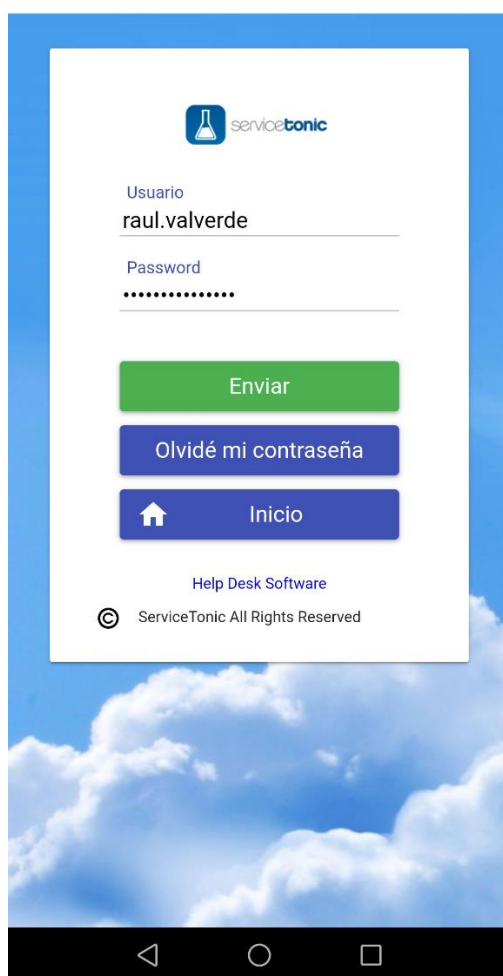 servicetonic
Usuario
raul.valverde
Password
•••••••••••••••
Enviar
Olvidé mi contraseña
Inicio
Help Desk Software
© ServiceTonic All Rights Reserved